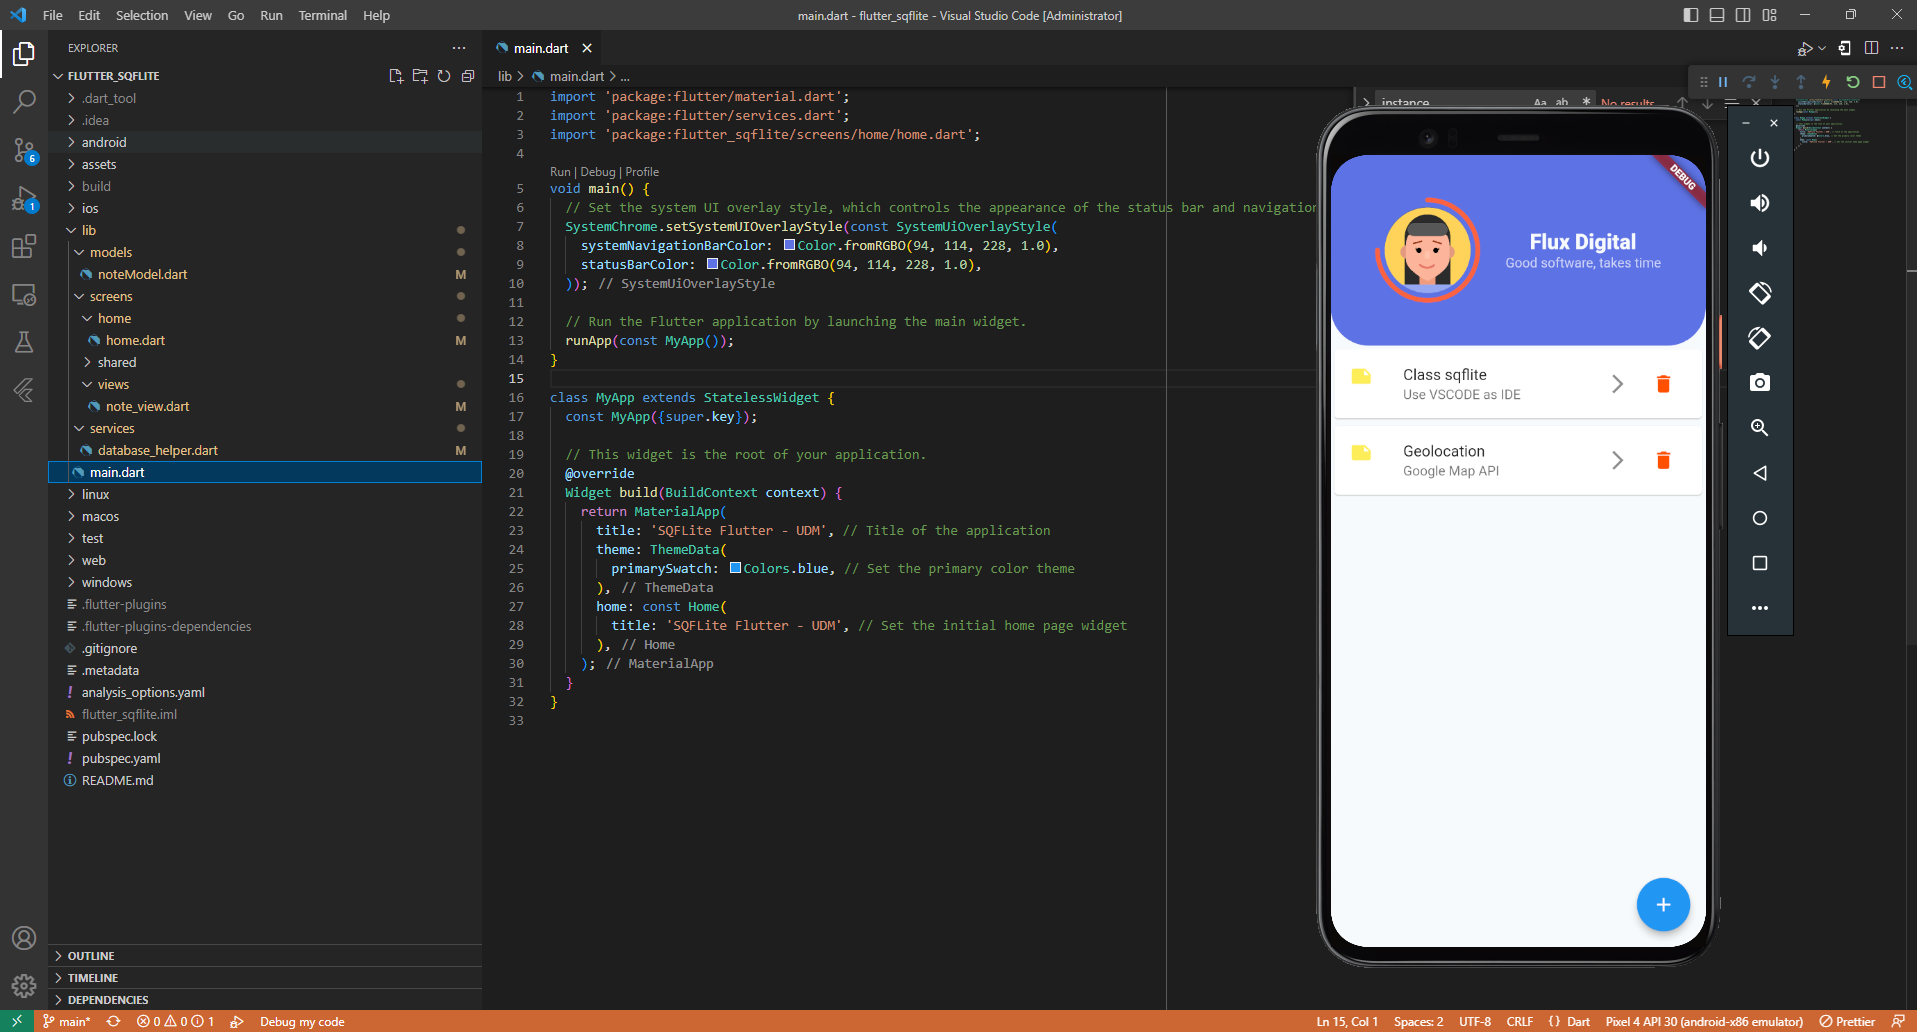 File Edit Selection View Go Run Terminal Help
main.dart - flutter_sqflite - Visual Studio Code [Administrator]
EXPLORER
FLUTTER_SQFLITE
.dart_tool
.idea
android
assets
build
ios
lib
models
noteModel.dart M
screens
home
home.dart M
shared
views
note_view.dart M
services
database_helper.dart M
main.dart
linux
macos
test
web
windows
.flutter-plugins
.flutter-plugins-dependencies
.gitignore
.metadata
analysis_options.yaml
flutter_sqflite.iml
pubspec.lock
pubspec.yaml
README.md
OUTLINE
TIMELINE
DEPENDENCIES
6
1
main.dart
lib > main.dart > ...
1 import 'package:flutter/material.dart';
2 import 'package:flutter/services.dart';
3 import 'package:flutter_sqflite/screens/home/home.dart';
4
Run | Debug | Profile
5 void main() {
6 // Set the system UI overlay style, which controls the appearance of the status bar and navigation
7 SystemChrome.setSystemUIOverlayStyle(const SystemUiOverlayStyle(
8 systemNavigationBarColor: Color.fromRGBO(94, 114, 228, 1.0),
9 statusBarColor: Color.fromRGBO(94, 114, 228, 1.0),
10 )); // SystemUiOverlayStyle
11
12 // Run the Flutter application by launching the main widget.
13 runApp(const MyApp());
14 }
15
16 class MyApp extends StatelessWidget {
17 const MyApp({super.key});
18
19 // This widget is the root of your application.
20 @override
21 Widget build(BuildContext context) {
22 return MaterialApp(
23 title: 'SQFLite Flutter - UDM', // Title of the application
24 theme: ThemeData(
25 primarySwatch: Colors.blue, // Set the primary color theme
26 ), // ThemeData
27 home: const Home(
28 title: 'SQFLite Flutter - UDM', // Set the initial home page widget
29 ), // Home
30 ); // MaterialApp
31 }
32 }
33
instance Aa ab * No results
DEBUG
Flux Digital
Good software, takes time
Class sqflite
Use VSCODE as IDE
Geolocation
Google Map API
main* 0 0 1 Debug my code
Ln 15, Col 1 Spaces: 2 UTF-8 CRLF {} Dart Pixel 4 API 30 (android-x86 emulator) Prettier